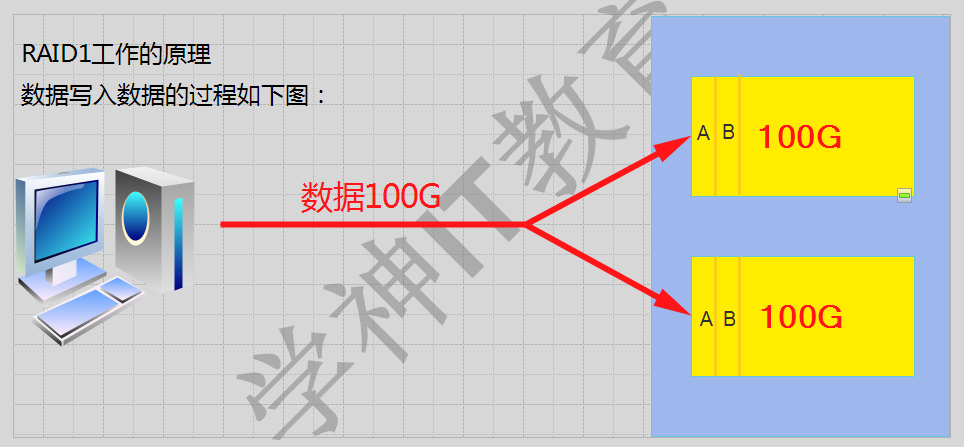 RAID1工作的原理
数据写入数据的过程如下图：
数据100G
A B 100G
A B 100G
学神IT教育